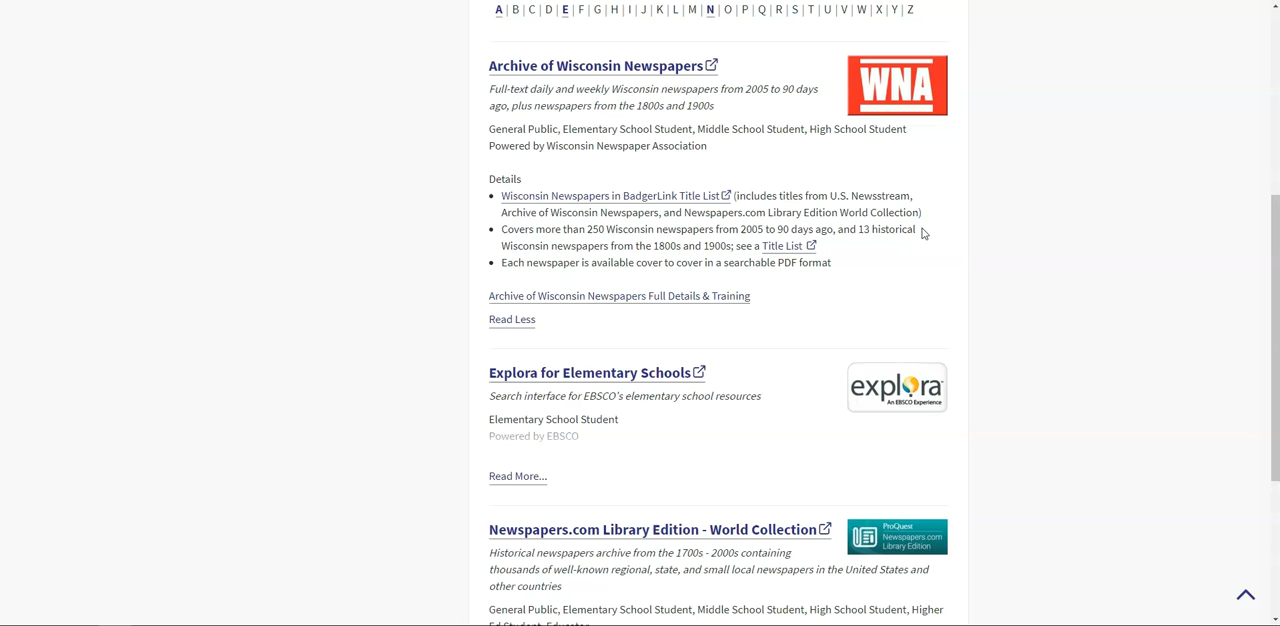 A | B | C | D | E | F | G | H | I | J | K | L | M | N | O | P | Q | R | S | T | U | V | W | X | Y | Z
Archive of Wisconsin Newspapers
WNA
Full-text daily and weekly Wisconsin newspapers from 2005 to 90 days
ago, plus newspapers from the 1800s and 1900s
General Public, Elementary School Student, Middle School Student, High School Student
Powered by Wisconsin Newspaper Association
Details
• Wisconsin Newspapers in BadgerLink Title List (includes titles from U.S. Newsstream,
Archive of Wisconsin Newspapers, and Newspapers.com Library Edition World Collection)
• Covers more than 250 Wisconsin newspapers from 2005 to 90 days ago, and 13 historical
Wisconsin newspapers from the 1800s and 1900s; see a Title List
• Each newspaper is available cover to cover in a searchable PDF format
Archive of Wisconsin Newspapers Full Details & Training
Read Less
Explora for Elementary Schools
explora
An EBSCO Experience
Search interface for EBSCO's elementary school resources
Elementary School Student
Powered by EBSCO
Read More...
Newspapers.com Library Edition - World Collection
ProQuest
Newspapers.com
Library Edition
Historical newspapers archive from the 1700s - 2000s containing
thousands of well-known regional, state, and small local newspapers in the United States and
other countries
General Public, Elementary School Student, Middle School Student, High School Student, Higher
Ed Student, Educator